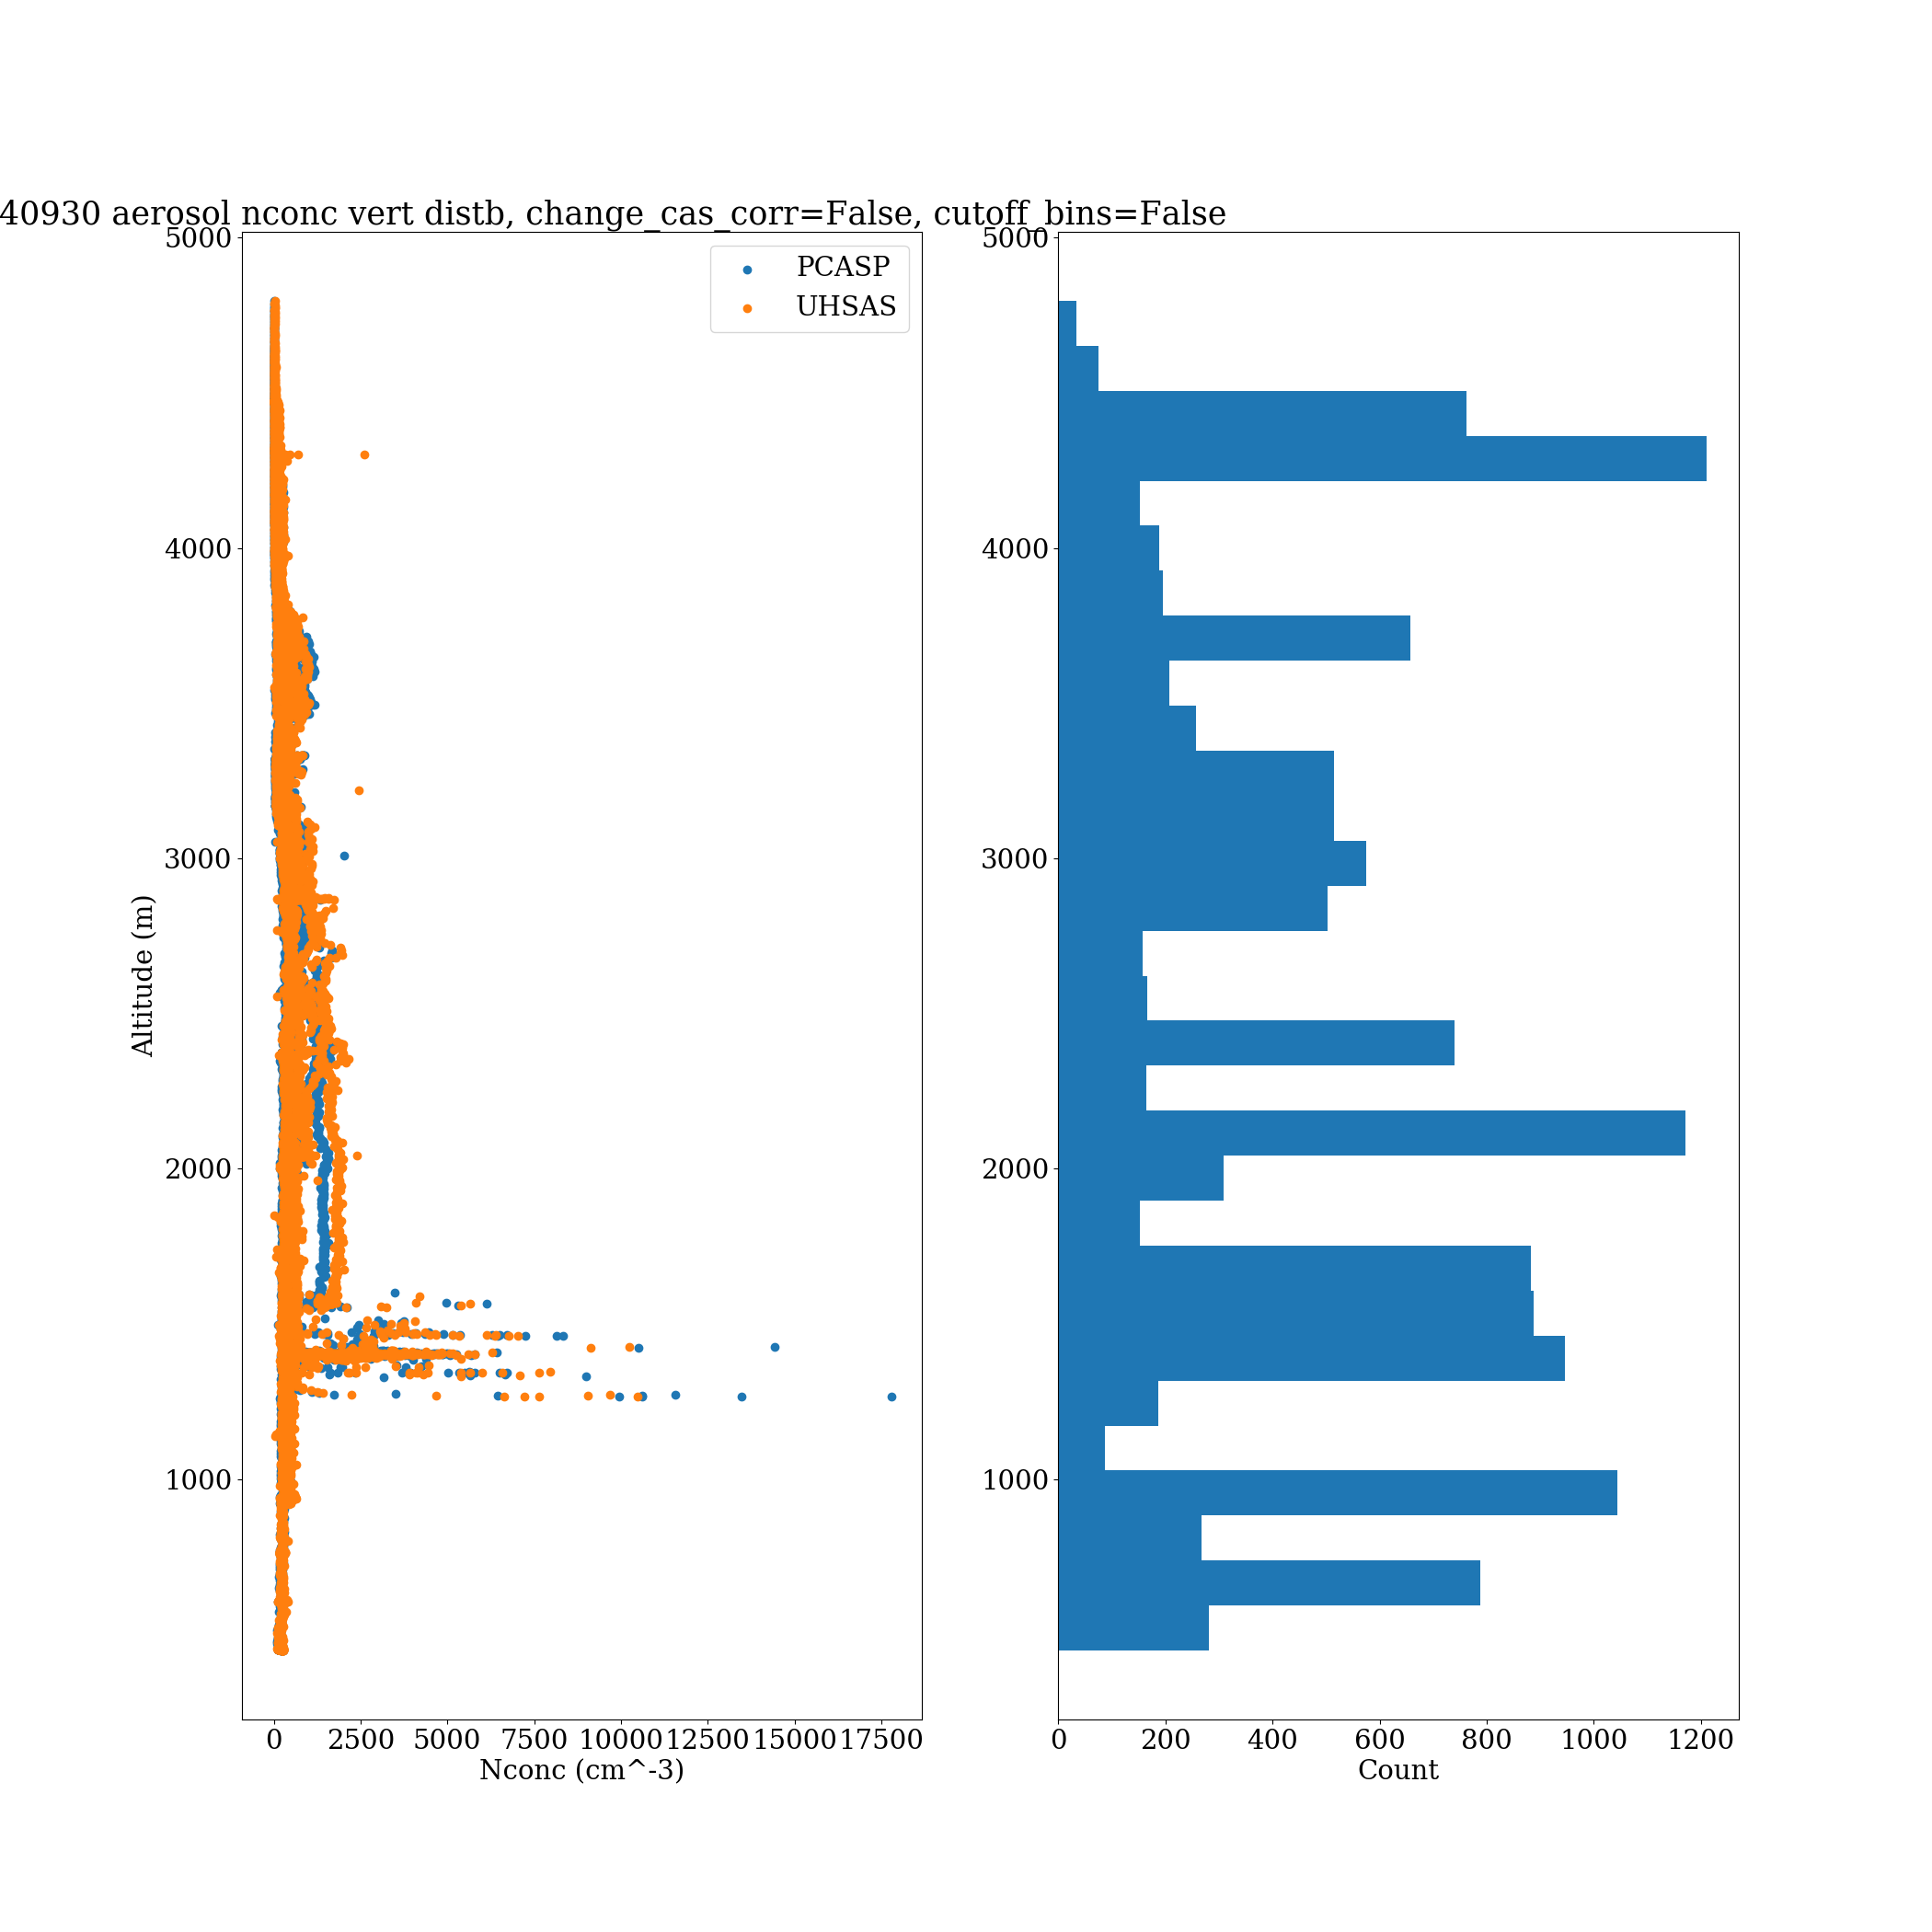 40930 aerosol nconc vert distb, change_cas_corr=False, cutoff_bins=False
PCASP
UHSAS
5000
4000
3000
2000
1000
Altitude (m)
0 2500 5000 7500 10000 12500 15000 17500
Nconc (cm^-3)
5000
4000
3000
2000
1000
0 200 400 600 800 1000 1200
Count